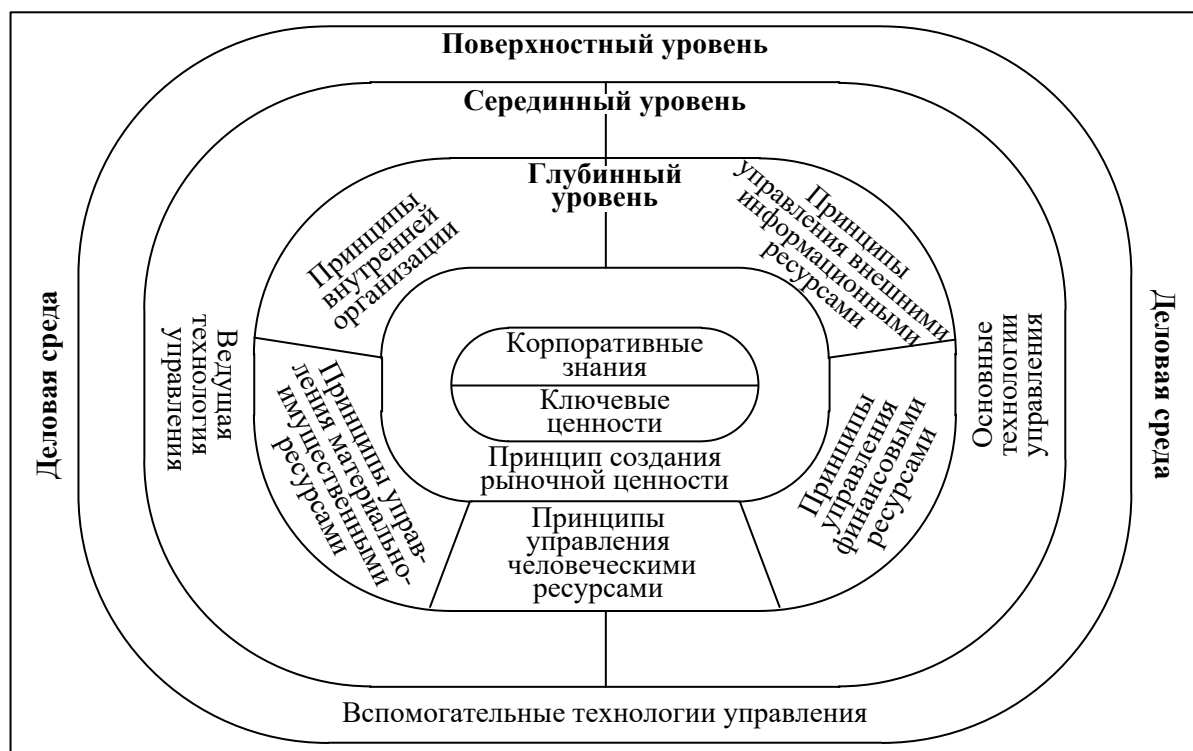 Поверхностный уровень
Серединный уровень
Глубинный
уровень
Принципы
внутренней
организации
Принципы
управления внешними
информационными
ресурсами
Деловая среда
Ведущая
технология
управления
Корпоративные
знания
Ключевые
ценности
Принцип создания
рыночной ценности
Принципы управ-
ления материально-
имущественными
ресурсами
Принципы
управления
человеческими
ресурсами
Принципы
управления
финансовыми
ресурсами
Основные
технологии
управления
Деловая среда
Вспомогательные технологии управления